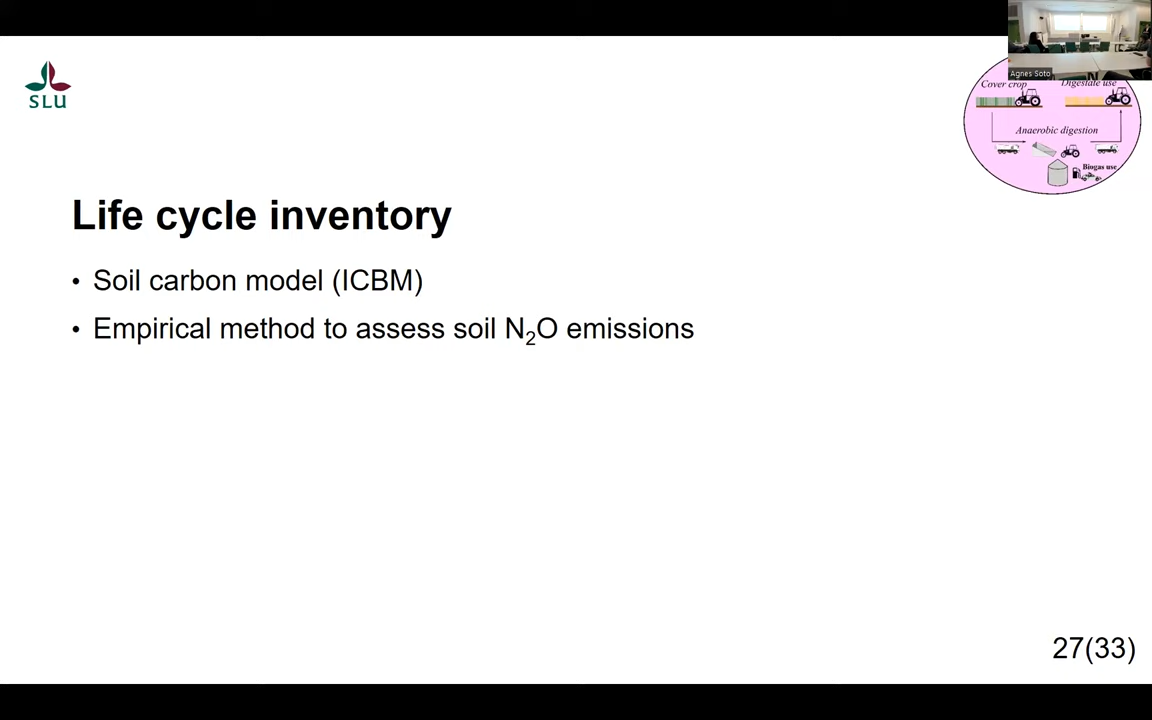 SLU
Agnes Soto
Cover crop
Digestate use
Anaerobic digestion
Biogas use
Life cycle inventory
• Soil carbon model (ICBM)
• Empirical method to assess soil N₂O emissions
27(33)